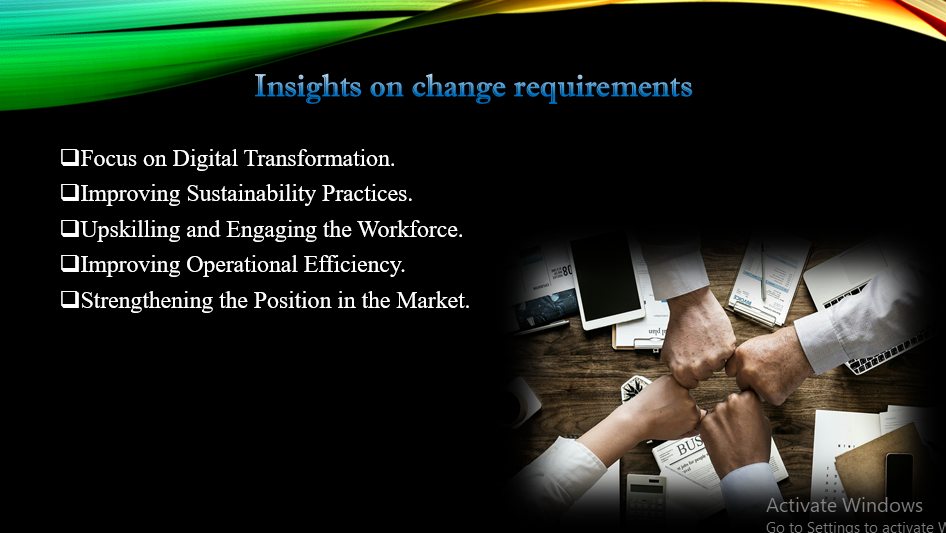 Insights on change requirements
❑Focus on Digital Transformation.
❑Improving Sustainability Practices.
❑Upskilling and Engaging the Workforce.
❑Improving Operational Efficiency.
❑Strengthening the Position in the Market.
BUS
Activate Windows
Go to Settings to activate W